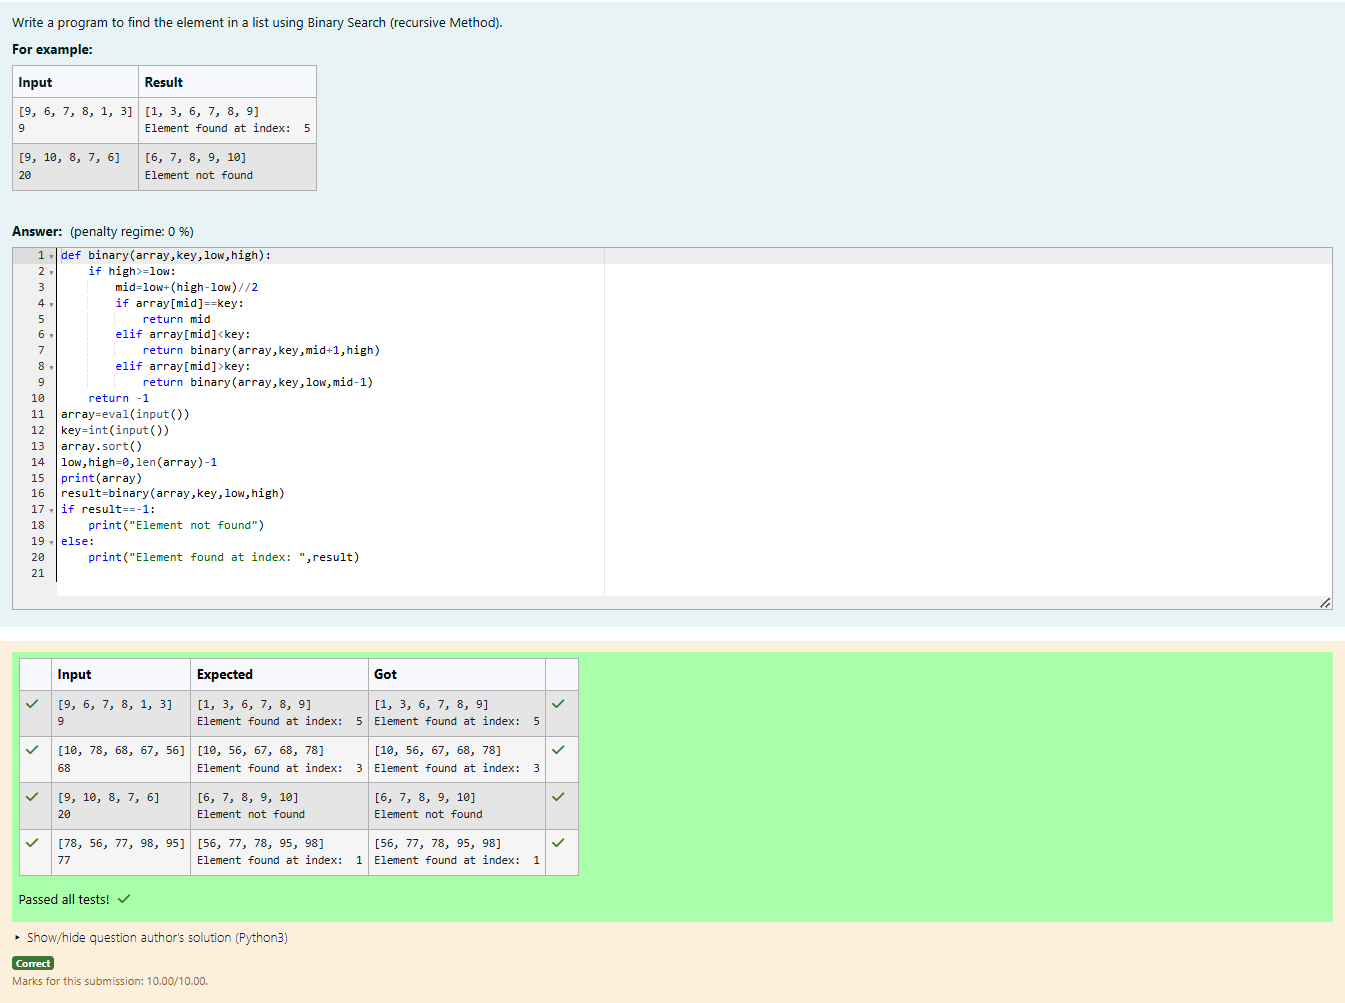 Write a program to find the element in a list using Binary Search (recursive Method).
For example:
Input Result
[9, 6, 7, 8, 1, 3] [1, 3, 6, 7, 8, 9]
9 Element found at index:  5
[9, 10, 8, 7, 6] [6, 7, 8, 9, 10]
20 Element not found
Answer: (penalty regime: 0 %)
1 def binary(array,key,low,high):
2     if high>=low:
3         mid=low+(high-low)//2
4         if array[mid]==key:
5             return mid
6         elif array[mid]<key:
7             return binary(array,key,mid+1,high)
8         elif array[mid]>key:
9             return binary(array,key,low,mid-1)
10     return -1
11 array=eval(input())
12 key=int(input())
13 array.sort()
14 low,high=0,len(array)-1
15 print(array)
16 result=binary(array,key,low,high)
17 if result==-1:
18     print("Element not found")
19 else:
20     print("Element found at index: ",result)
21
Input Expected Got
[9, 6, 7, 8, 1, 3] [1, 3, 6, 7, 8, 9] [1, 3, 6, 7, 8, 9]
9 Element found at index:  5 Element found at index:  5
[10, 78, 68, 67, 56] [10, 56, 67, 68, 78] [10, 56, 67, 68, 78]
68 Element found at index:  3 Element found at index:  3
[9, 10, 8, 7, 6] [6, 7, 8, 9, 10] [6, 7, 8, 9, 10]
20 Element not found Element not found
[78, 56, 77, 98, 95] [56, 77, 78, 95, 98] [56, 77, 78, 95, 98]
77 Element found at index:  1 Element found at index:  1
Passed all tests!
Show/hide question author's solution (Python3)
Correct
Marks for this submission: 10.00/10.00.